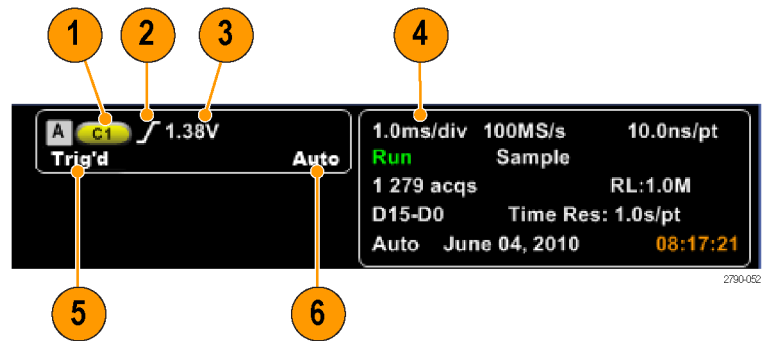 1 2 3 4
A C1 1.38V
Trig'd Auto
1.0ms/div 100MS/s 10.0ns/pt
Run Sample
1 279 acqs RL:1.0M
D15-D0 Time Res: 1.0s/pt
Auto June 04, 2010 08:17:21
2790-052
5 6